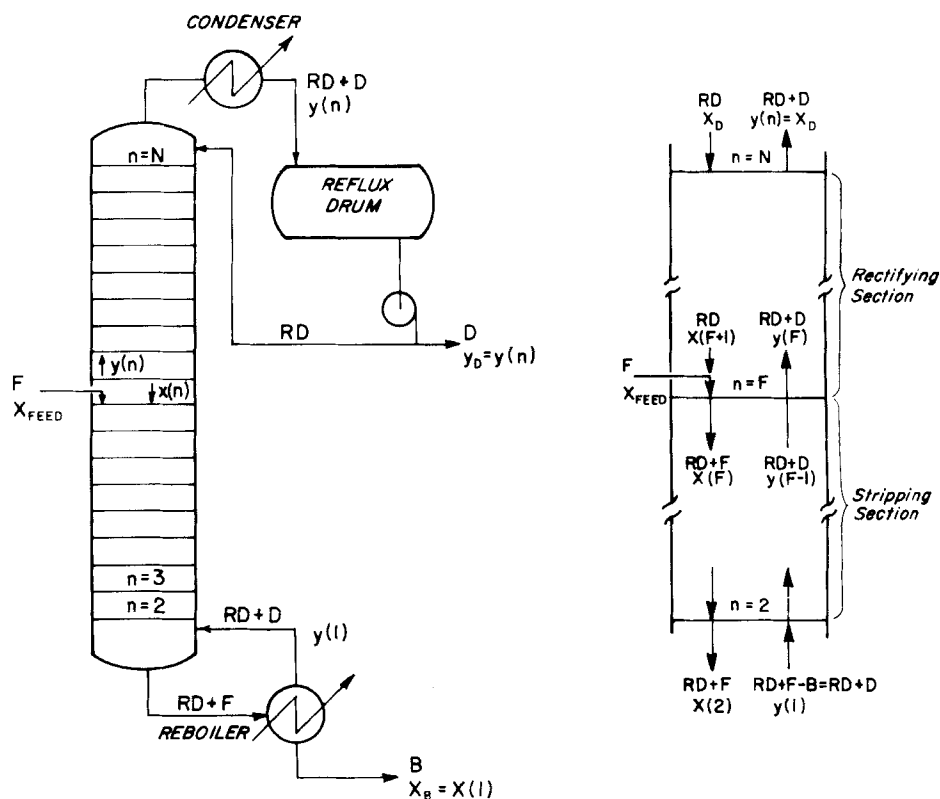 CONDENSER
RD+D
y(n)
n=N
REFLUX
DRUM
RD
D
y_D=y(n)
y(n)
x(n)
F
X_FEED
n=3
n=2
RD+D
y(1)
RD+F
REBOILER
B
X_B = X(1)
RD
X_D
RD+D
y(n)=X_D
n=N
Rectifying
Section
RD
X(F+1)
RD+D
y(F)
F
X_FEED
n=F
RD+F
X(F)
RD+D
y(F-1)
Stripping
Section
n=2
RD+F
X(2)
RD+F-B=RD+D
y(1)